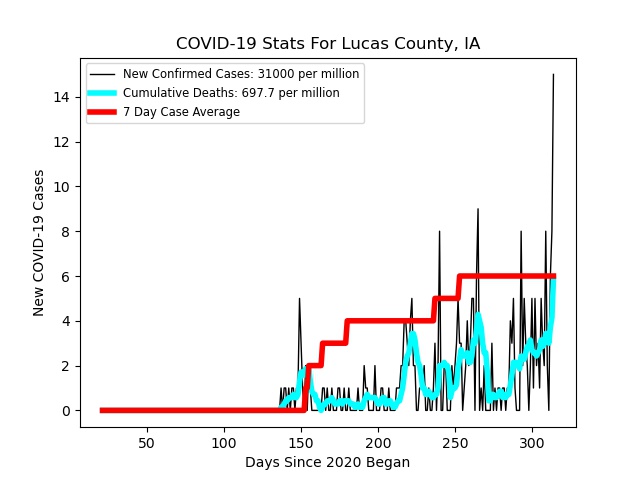 COVID-19 Stats For Lucas County, IA
New Confirmed Cases: 31000 per million
Cumulative Deaths: 697.7 per million
7 Day Case Average
New COVID-19 Cases
14
12
10
8
6
4
2
0
50 100 150 200 250 300
Days Since 2020 Began